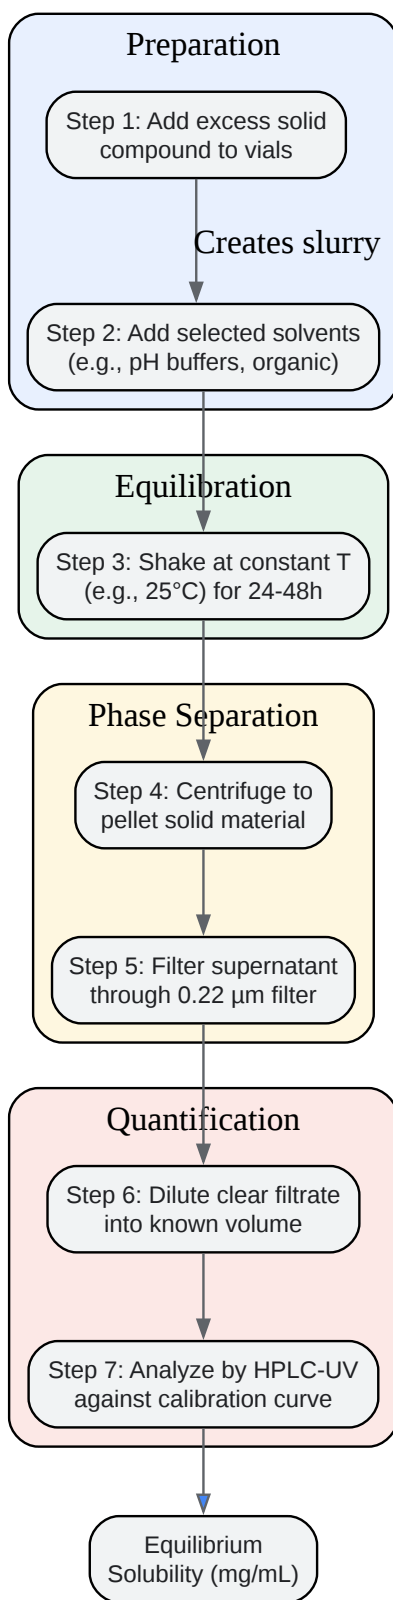 Preparation
Step 1: Add excess solid
compound to vials
Creates slurry
Step 2: Add selected solvents
(e.g., pH buffers, organic)
Equilibration
Step 3: Shake at constant T
(e.g., 25°C) for 24-48h
Phase Separation
Step 4: Centrifuge to
pellet solid material
Step 5: Filter supernatant
through 0.22 µm filter
Quantification
Step 6: Dilute clear filtrate
into known volume
Step 7: Analyze by HPLC-UV
against calibration curve
Equilibrium
Solubility (mg/mL)